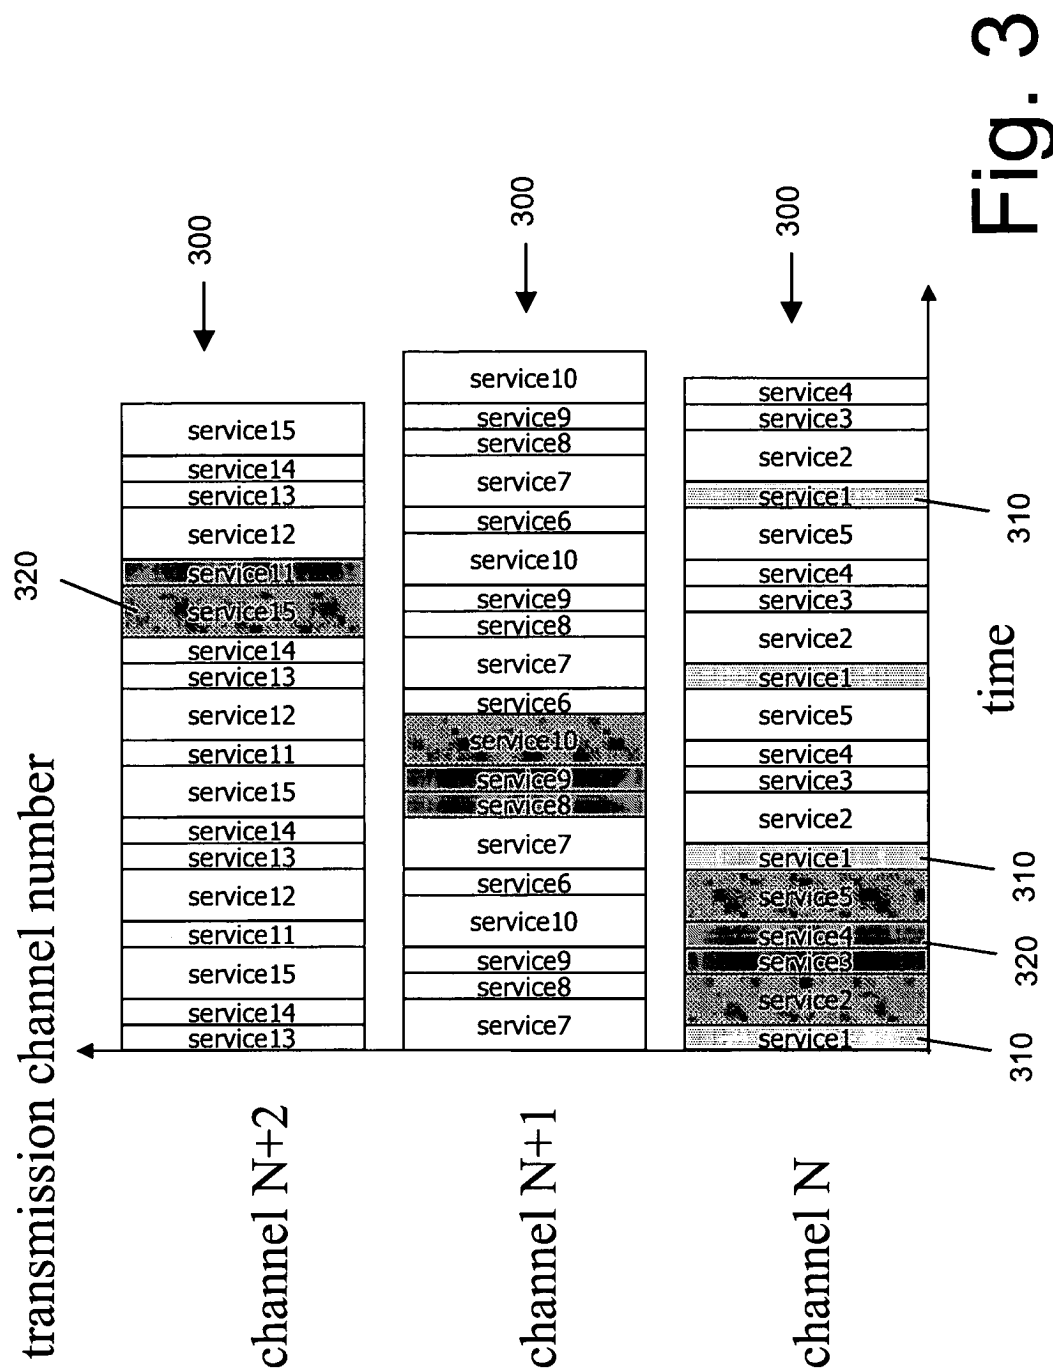 transmission channel number
320
300
channel N+2
service15
service14
service13
service12
service11
service15
service14
service13
service12
service11
service15
service14
service13
service12
service11
service15
service14
service13
300
channel N+1
service10
service9
service8
service7
service6
service10
service9
service8
service7
service6
service10
service9
service8
service7
service6
service10
service9
service8
service7
300
channel N
service4
service3
service2
service1
service5
service4
service3
service2
service1
service5
service4
service3
service2
service1
service5
service4
service3
service2
service1
310
310
320
310
time
Fig. 3